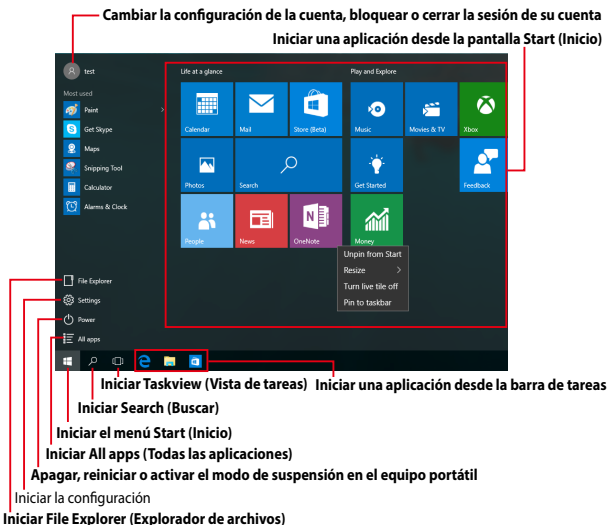 Cambiar la configuración de la cuenta, bloquear o cerrar la sesión de su cuenta
Iniciar una aplicación desde la pantalla Start (Inicio)
test
Life at a glance
Play and Explore
Most used
Paint
Get Skype
Maps
Snipping Tool
Calculator
Alarms & Clock
Calendar
Mail
Store (Beta)
Music
Movies & TV
Xbox
Photos
Search
Get Started
Feedback
People
News
OneNote
Money
Unpin from Start
Resize
Turn live tile off
Pin to taskbar
File Explorer
Settings
Power
All apps
Iniciar Taskview (Vista de tareas)
Iniciar una aplicación desde la barra de tareas
Iniciar Search (Buscar)
Iniciar el menú Start (Inicio)
Iniciar All apps (Todas las aplicaciones)
Apagar, reiniciar o activar el modo de suspensión en el equipo portátil
Iniciar la configuración
Iniciar File Explorer (Explorador de archivos)